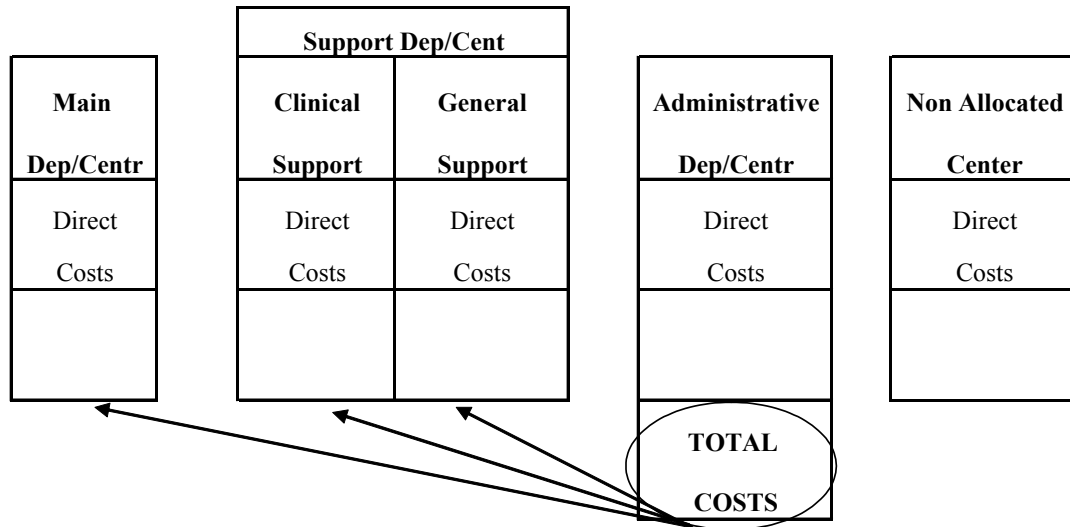 Support Dep/Cent
Main
Dep/Centr
Clinical
Support
General
Support
Administrative
Dep/Centr
Non Allocated
Center
Direct
Costs
Direct
Costs
Direct
Costs
Direct
Costs
Direct
Costs
TOTAL
COSTS